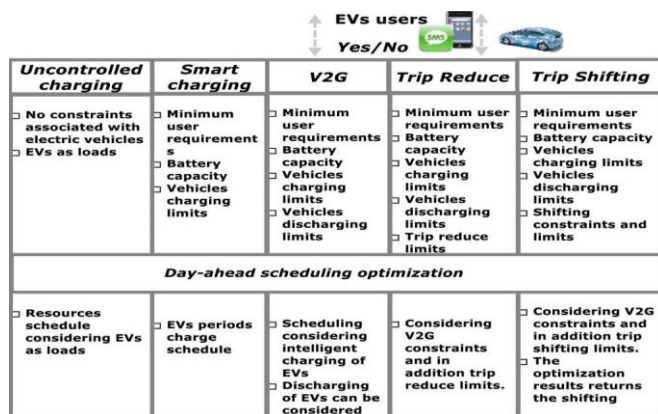 EVs users
Yes/No
SMS
Uncontrolled
charging
Smart
charging
V2G
Trip Reduce
Trip Shifting
No constraints
associated with
electric vehicles
EVs as loads
Minimum
user
requirement
s
Battery
capacity
Vehicles
charging
limits
Minimum
user
requirements
Battery
capacity
Vehicles
charging
limits
Vehicles
discharging
limits
Minimum user
requirements
Battery
capacity
Vehicles
charging
limits
Vehicles
discharging
limits
Trip reduce
limits
Minimum user
requirements
Battery capacity
Vehicles
charging limits
Vehicles
discharging
limits
Shifting
constraints and
limits
Day-ahead scheduling optimization
Resources
schedule
considering EVs
as loads
EVs periods
charge
schedule
Scheduling
considering
intelligent
charging of
EVs
Discharging
of EVs can be
considered
Considering
V2G
constraints
and in
addition trip
reduce limits.
Considering V2G
constraints and
in addition trip
shifting limits.
The
optimization
results returns
the shifting